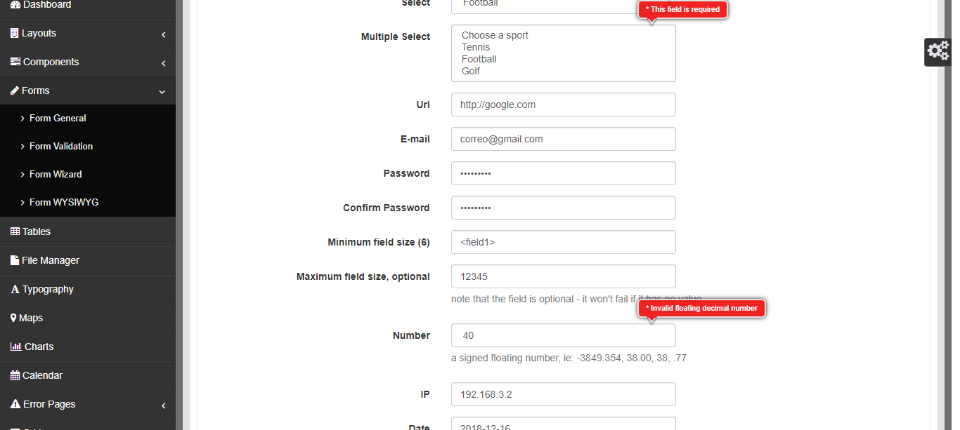 Dashboard
Layouts
Components
Forms
Form General
Form Validation
Form Wizard
Form WYSIWYG
Tables
File Manager
Typography
Maps
Charts
Calendar
Error Pages
Select
Football
* This field is required
Multiple Select
Choose a sport
Tennis
Football
Golf
Url
http://google.com
E-mail
correo@gmail.com
Password
•••••••••
Confirm Password
•••••••••
Minimum field size (6)
<field1>
Maximum field size, optional
12345
note that the field is optional - it won't fail if it has no value
* Invalid floating decimal number
Number
40
a signed floating number, ie: -3849.354, 38.00, 38, .77
IP
192.168.3.2
Date
2018-12-16